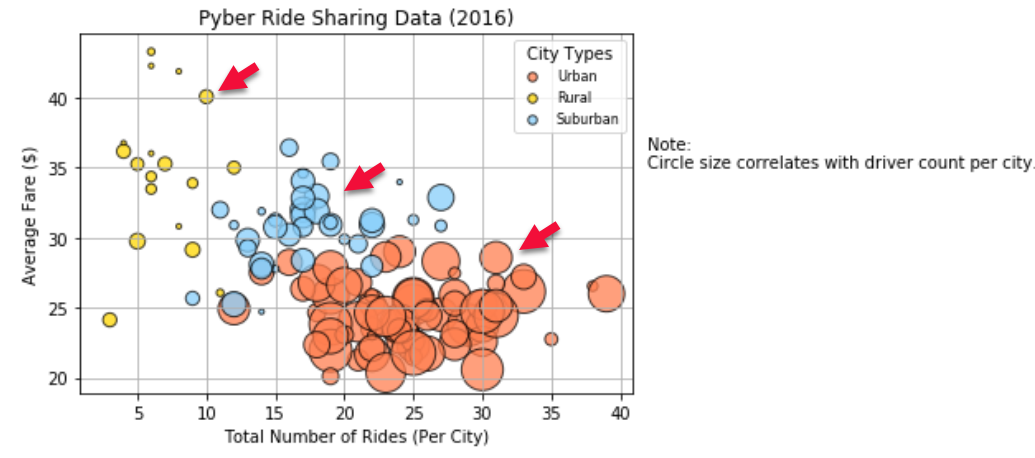 Pyber Ride Sharing Data (2016)
City Types
Urban
Rural
Suburban
Average Fare ($)
40
35
30
25
20
5 10 15 20 25 30 35 40
Total Number of Rides (Per City)
Note:
Circle size correlates with driver count per city.